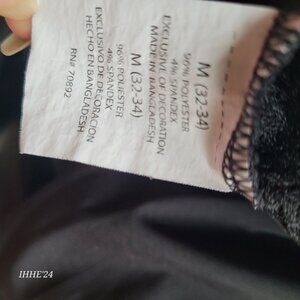 M (32-34)
96% POLYESTER
4% SPANDEX
EXCLUSIVE OF DECORATION
MADE IN BANGLADESH
M (32-34)
96% POLIESTER
4% SPANDEX
EXCLUSIVO DE DECORACION
HECHO EN BANGLADESH
RN# 70892
IHHE'24